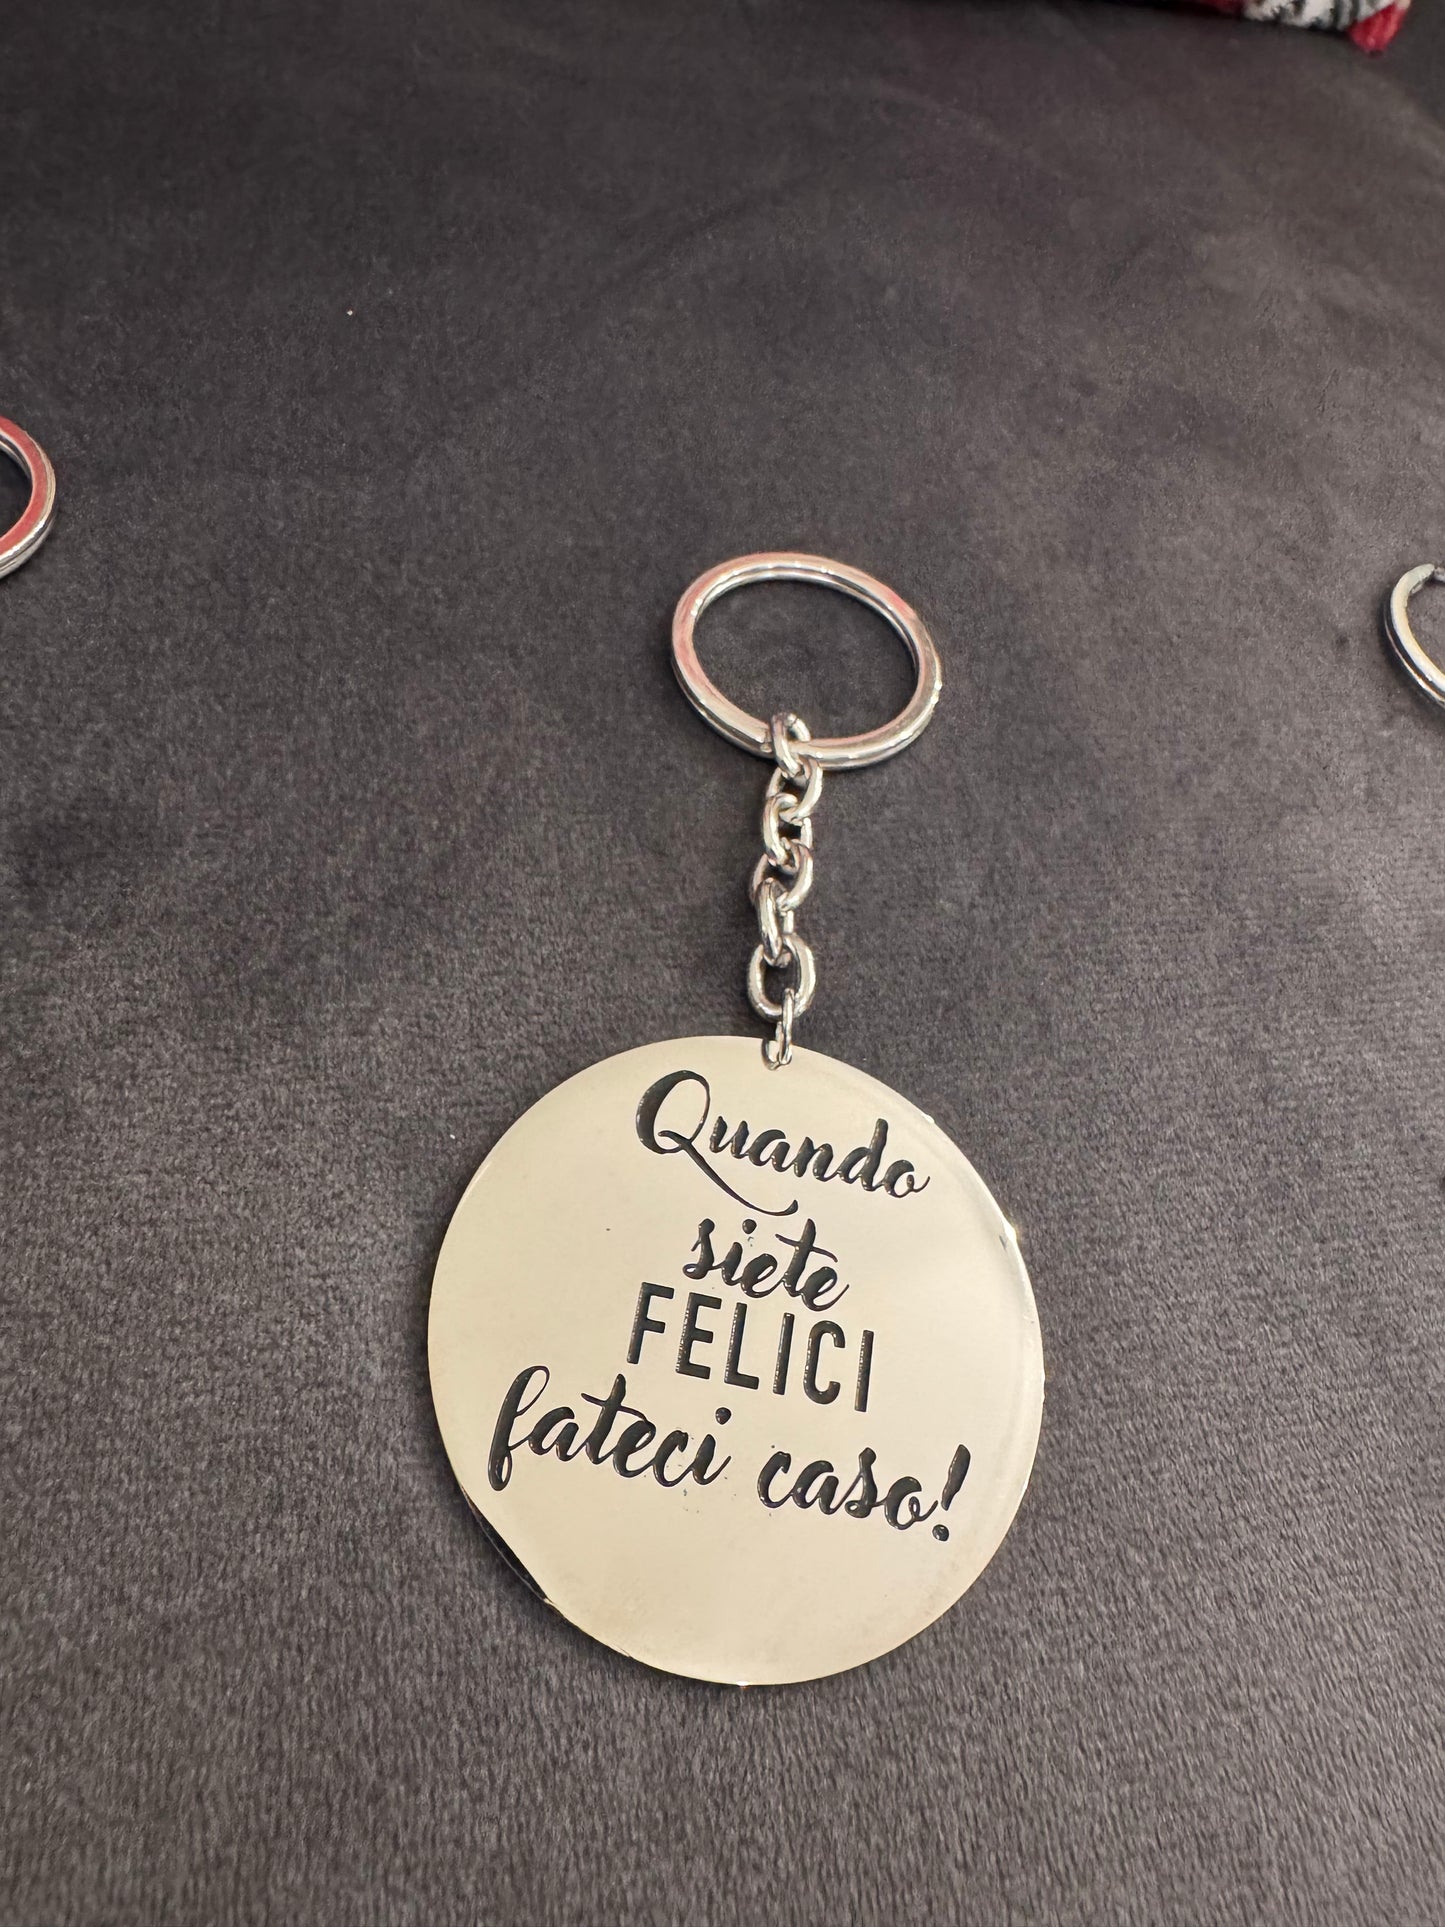 Quando
siete
FELICI
fateci caso!